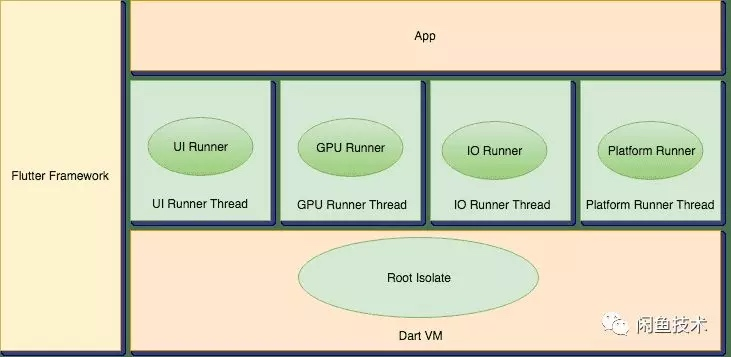 App
Flutter Framework
UI Runner
GPU Runner
IO Runner
Platform Runner
UI Runner Thread
GPU Runner Thread
IO Runner Thread
Platform Runner Thread
Root Isolate
Dart VM
闲鱼技术